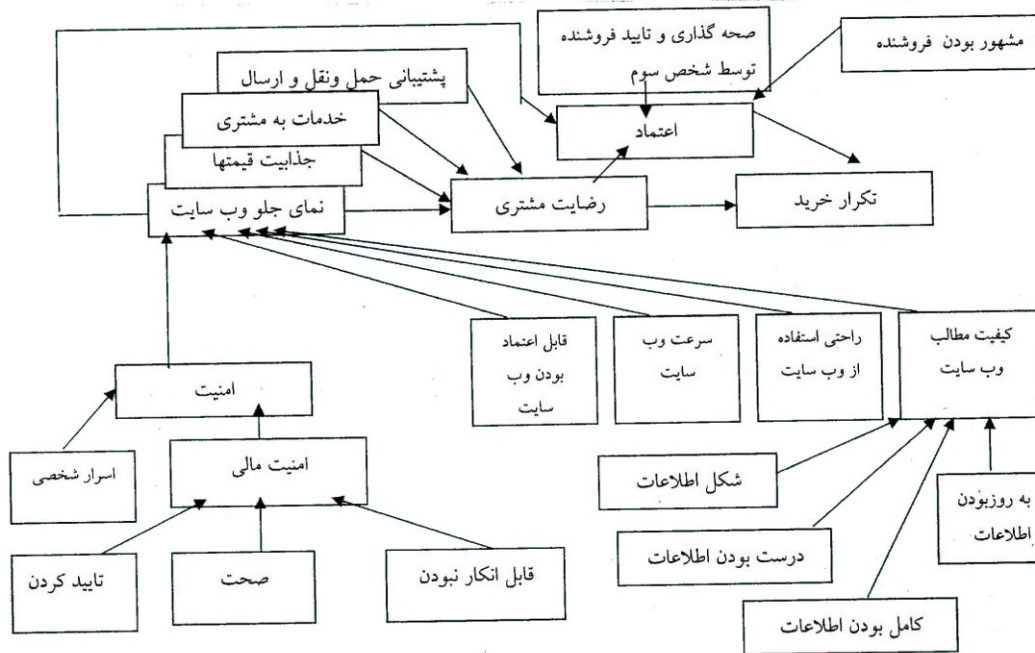 صحه گذاری و تایید فروشنده
توسط شخص سوم
مشهور بودن فروشنده
پشتیبانی حمل ونقل و ارسال
خدمات به مشتری
جذابیت قیمتها
نمای جلو وب سایت
اعتماد
رضایت مشتری
تکرار خرید
قابل اعتماد
بودن وب
سایت
سرعت وب
سایت
راحتی استفاده
از وب سایت
کیفیت مطالب
وب سایت
امنیت
اسرار شخصی
امنیت مالی
تایید کردن
صحت
قابل انکار نبودن
شکل اطلاعات
درست بودن اطلاعات
کامل بودن اطلاعات
به روزبودن
اطلاعات